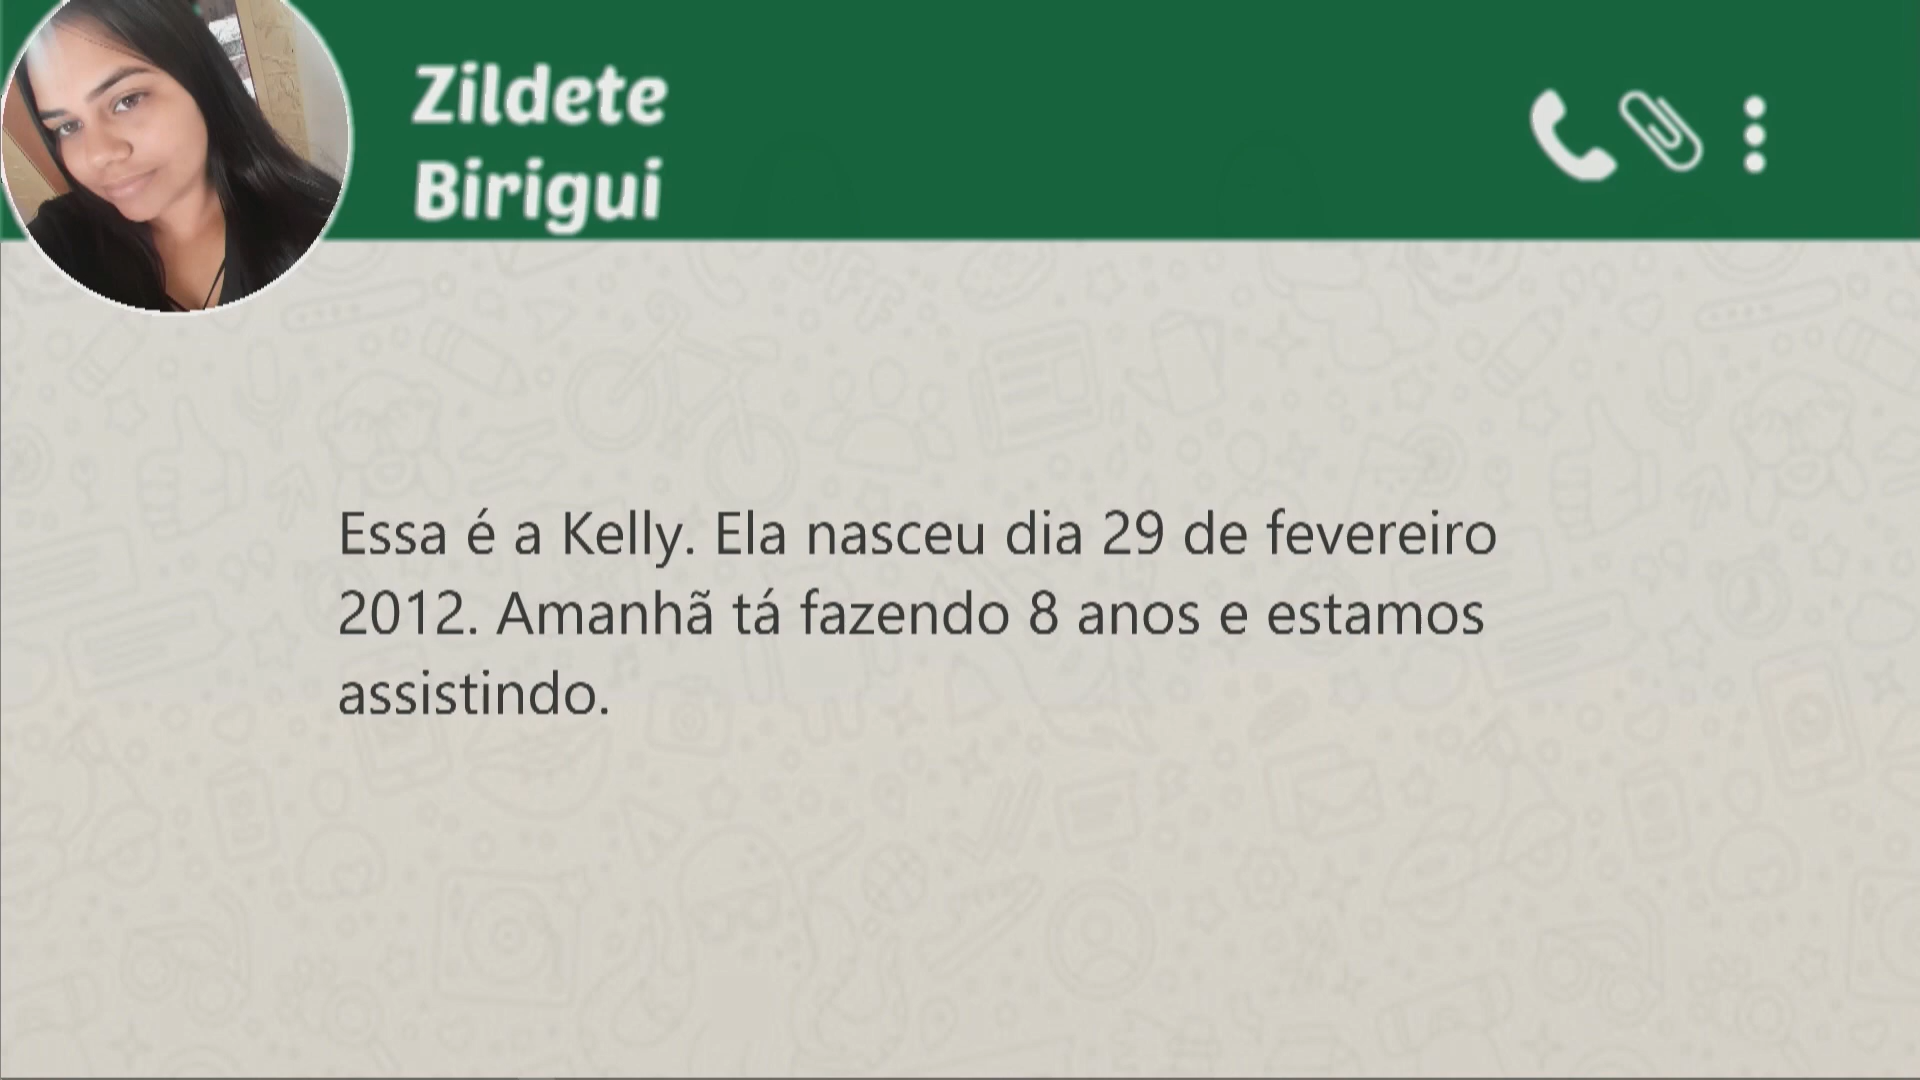 Zildete
Birigui
Essa é a Kelly. Ela nasceu dia 29 de fevereiro
2012. Amanhã tá fazendo 8 anos e estamos
assistindo.